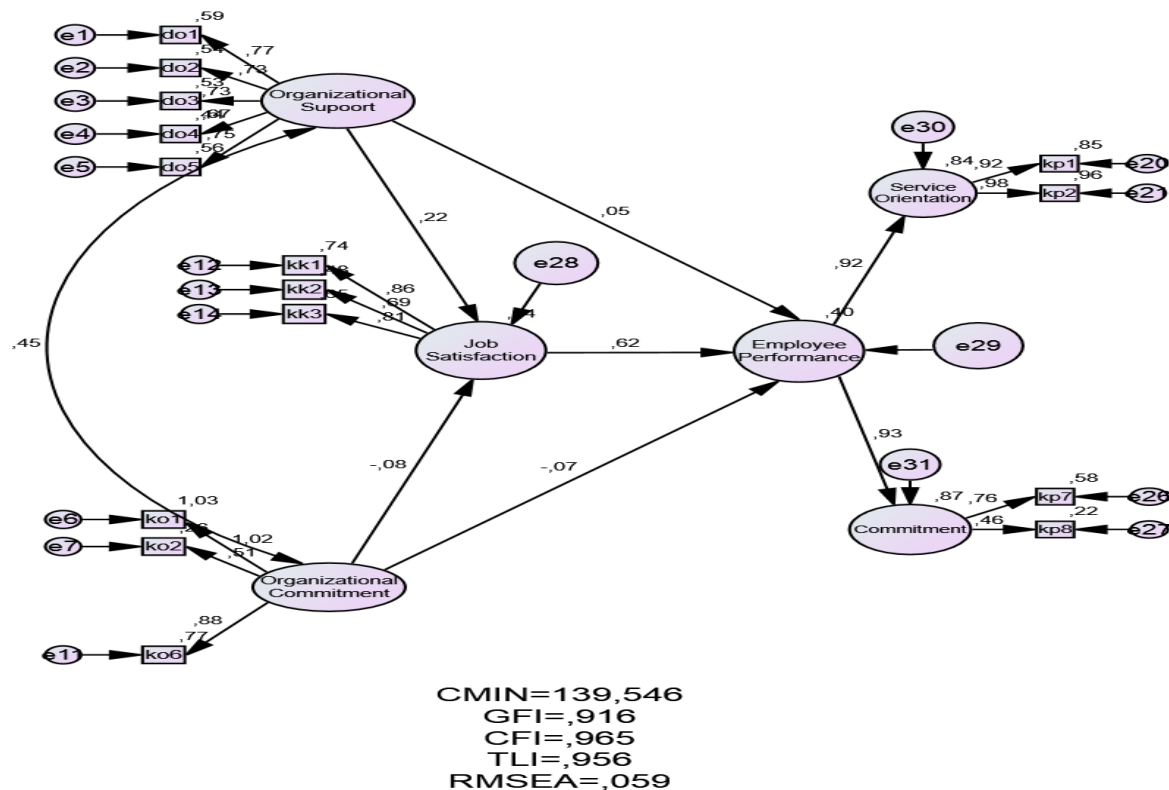 ,59
e1
do1
,77
,54
e2
do2
,73
,53
e3
do3
,73
e4
do4
,67
,75
,56
e5
do5
Organizational
Supoort
e30
,84
,92
,85
kp1
e20
,98
,96
kp2
e21
Service
Orientation
,05
,22
,92
,74
e12
kk1
,86
e13
kk2
,69
e14
kk3
,81
e28
Job
Satisfaction
,62
,40
Employee
Performance
e29
,45
-,08
-,07
,93
e31
,87
,76
,58
kp7
e26
,46
,22
kp8
e27
Commitment
1,03
e6
ko1
1,02
e7
ko2
,51
Organizational
Commitment
,88
,77
e11
ko6
CMIN=139,546
GFI=,916
CFI=,965
TLI=,956
RMSEA=,059